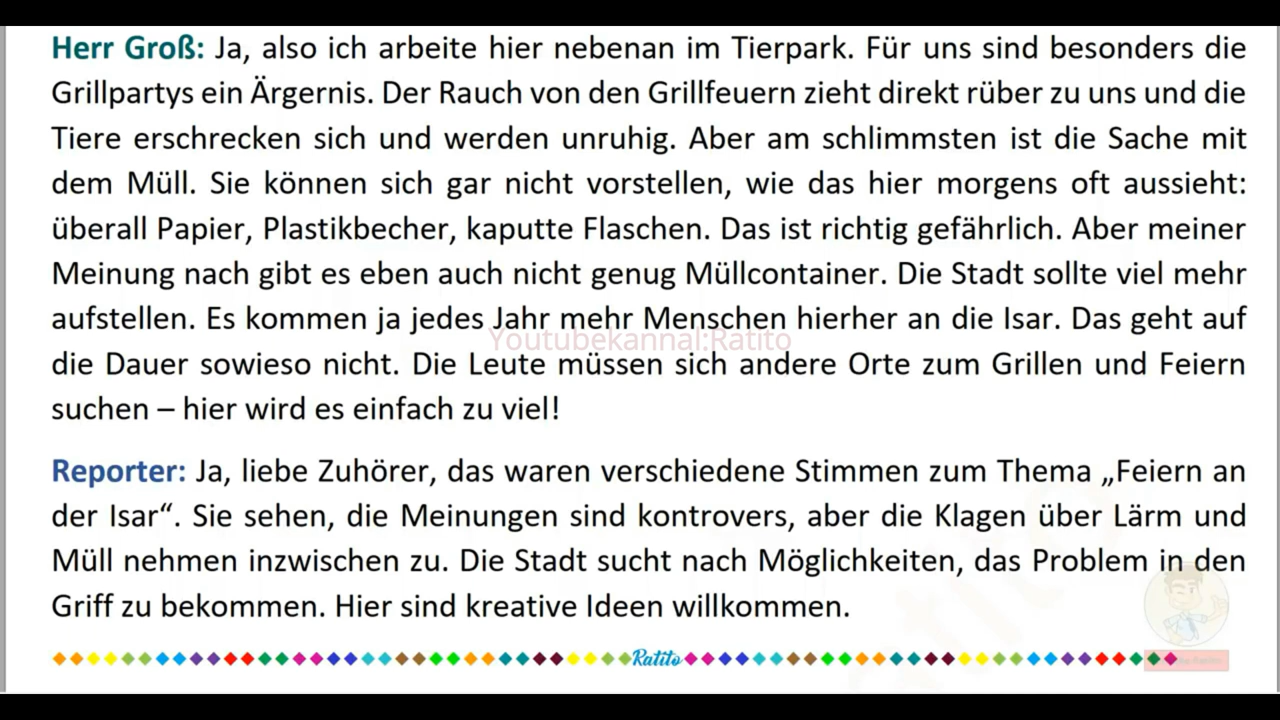 Herr Groß: Ja, also ich arbeite hier nebenan im Tierpark. Für uns sind besonders die
Grillpartys ein Ärgernis. Der Rauch von den Grillfeuern zieht direkt rüber zu uns und die
Tiere erschrecken sich und werden unruhig. Aber am schlimmsten ist die Sache mit
dem Müll. Sie können sich gar nicht vorstellen, wie das hier morgens oft aussieht:
überall Papier, Plastikbecher, kaputte Flaschen. Das ist richtig gefährlich. Aber meiner
Meinung nach gibt es eben auch nicht genug Müllcontainer. Die Stadt sollte viel mehr
aufstellen. Es kommen ja jedes Jahr mehr Menschen hierher an die Isar. Das geht auf
Youtubekannal:Ratito
die Dauer sowieso nicht. Die Leute müssen sich andere Orte zum Grillen und Feiern
suchen – hier wird es einfach zu viel!
Reporter: Ja, liebe Zuhörer, das waren verschiedene Stimmen zum Thema „Feiern an
der Isar“. Sie sehen, die Meinungen sind kontrovers, aber die Klagen über Lärm und
Müll nehmen inzwischen zu. Die Stadt sucht nach Möglichkeiten, das Problem in den
Griff zu bekommen. Hier sind kreative Ideen willkommen.
Ratito